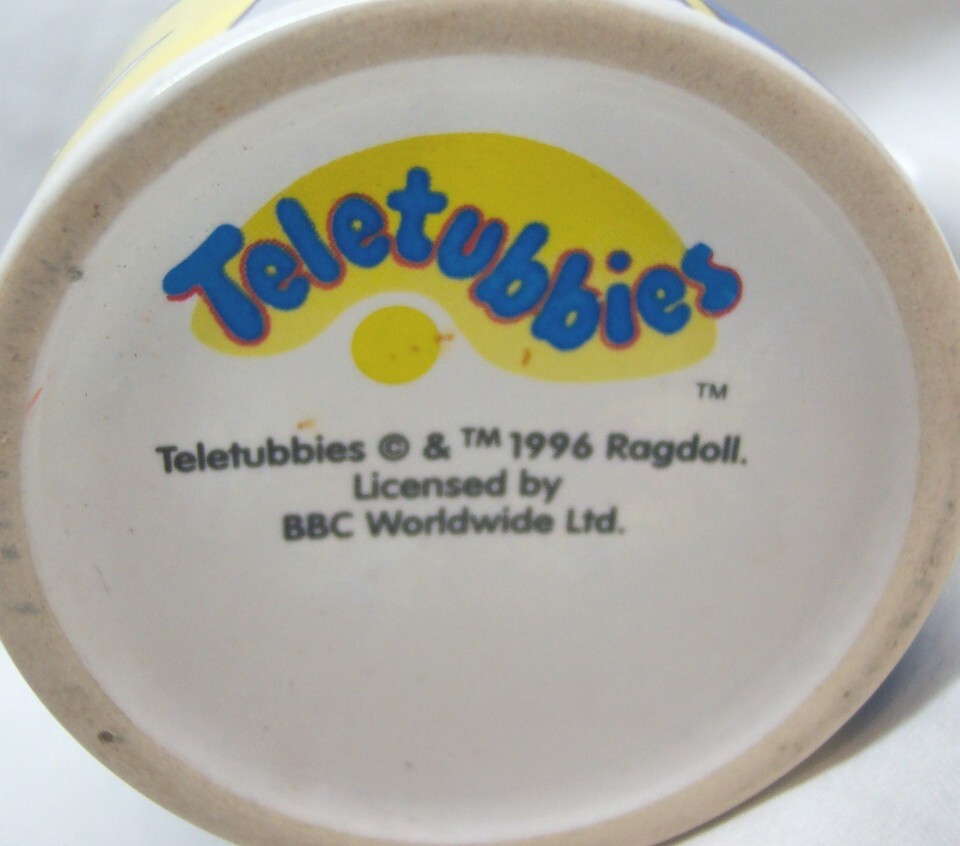 Teletubbies
TM
Teletubbies © & TM 1996 Ragdoll.
Licensed by
BBC Worldwide Ltd.